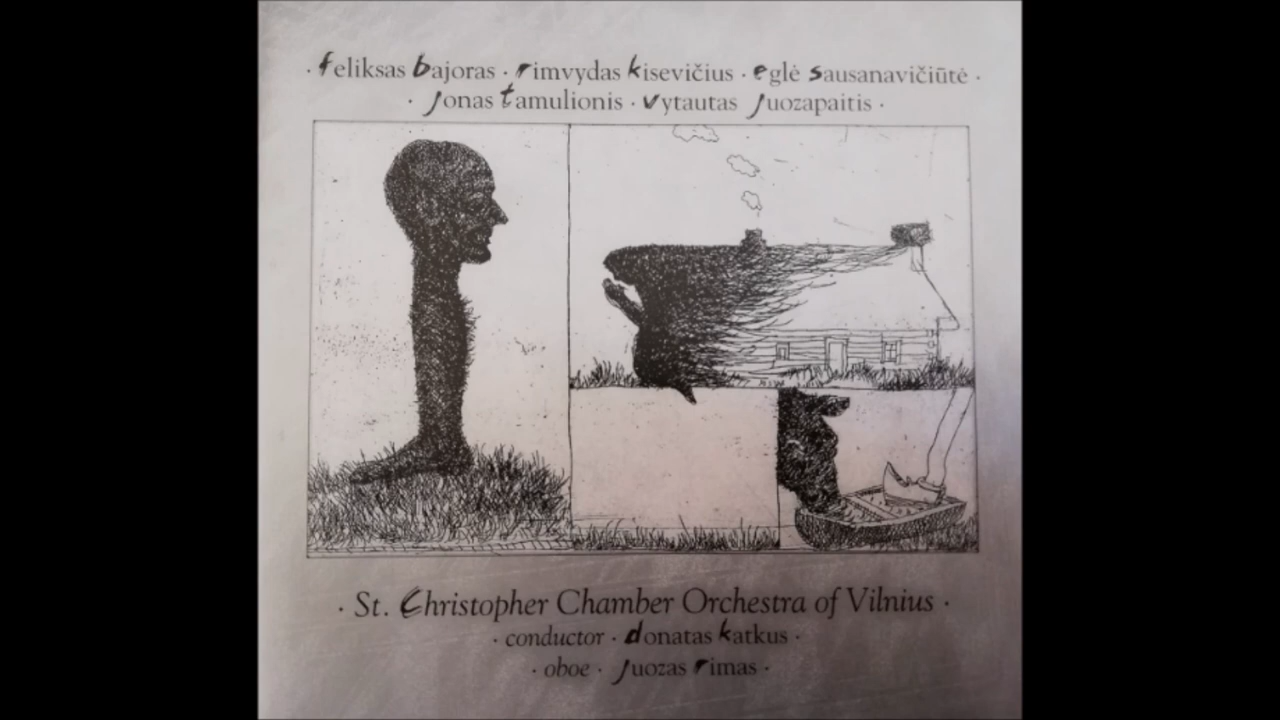 · feliksas bajoras · rimvydas kisevičius · eglė sausanavičiūtė ·
· jonas tamulionis · vytautas juozapaitis ·
· St. Christopher Chamber Orchestra of Vilnius ·
· conductor · donatas katkus ·
· oboe · juozas rimas ·